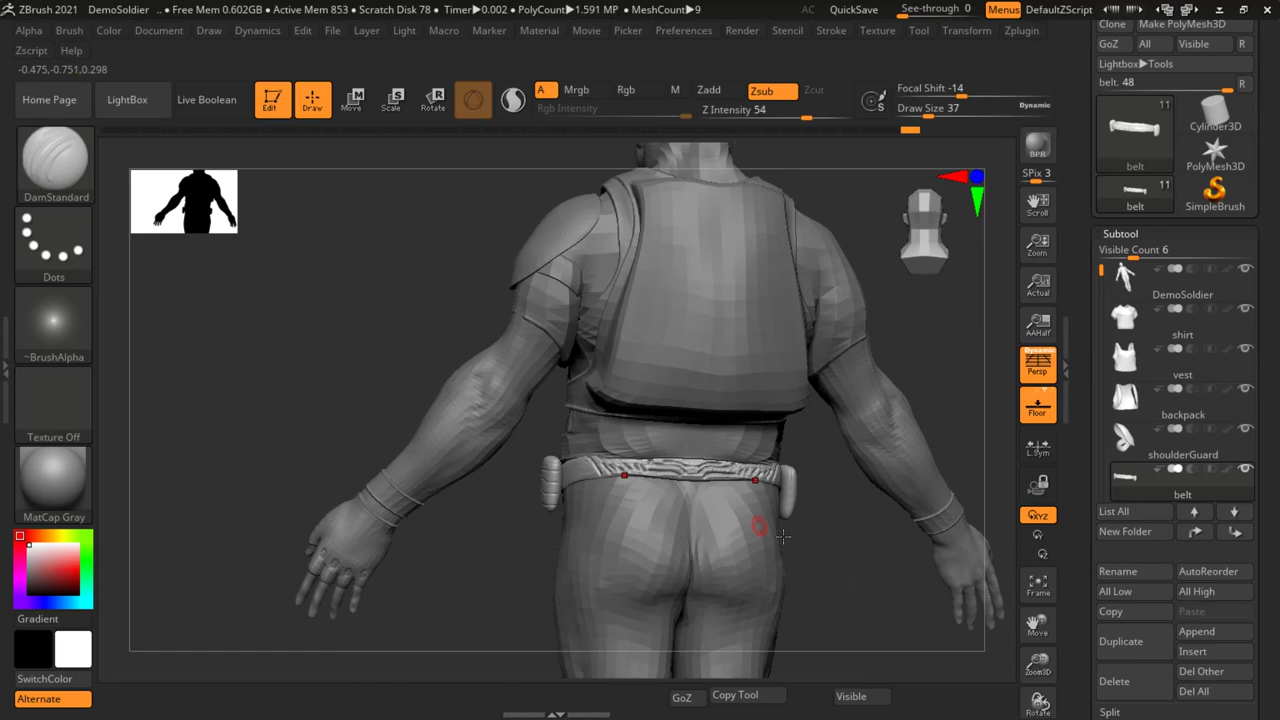 ZBrush 2021 DemoSoldier .. • Free Mem 0.602GB • Active Mem 853 • Scratch Disk 78 • Timer▶0.002 • PolyCount▶1.591 MP • MeshCount▶9 AC QuickSave See-through 0 Menus DefaultZScript
Alpha Brush Color Document Draw Dynamics Edit File Layer Light Macro Marker Material Movie Picker Preferences Render Stencil Stroke Texture Tool Transform Zplugin
Zscript Help
-0.475,-0.751,0.298
Home Page LightBox Live Boolean Edit Draw Move Scale Rotate A Mrgb Rgb M Zadd Zsub Zcut Focal Shift -14
Rgb Intensity Z Intensity 54 S Draw Size 37 Dynamic
DamStandard
Dots
~BrushAlpha
Texture Off
MatCap Gray
Gradient
SwitchColor
Alternate
BPR
SPix 3
Scroll
Zoom
Actual
AAHalf
Dynamic
Persp
Floor
L.Sym
XYZ
Frame
Move
Zoom3D
Rotate
GoZ Copy Tool Visible
Clone Make PolyMesh3D
GoZ All Visible R
Lightbox▶Tools
belt. 48 R
11
belt
Cylinder3D
PolyMesh3D
11
belt
SimpleBrush
Subtool
Visible Count 6
DemoSoldier
shirt
vest
backpack
shoulderGuard
belt
List All
New Folder
Rename AutoReorder
All Low All High
Copy Paste
Duplicate Append
Insert
Delete Del Other
Del All
Split